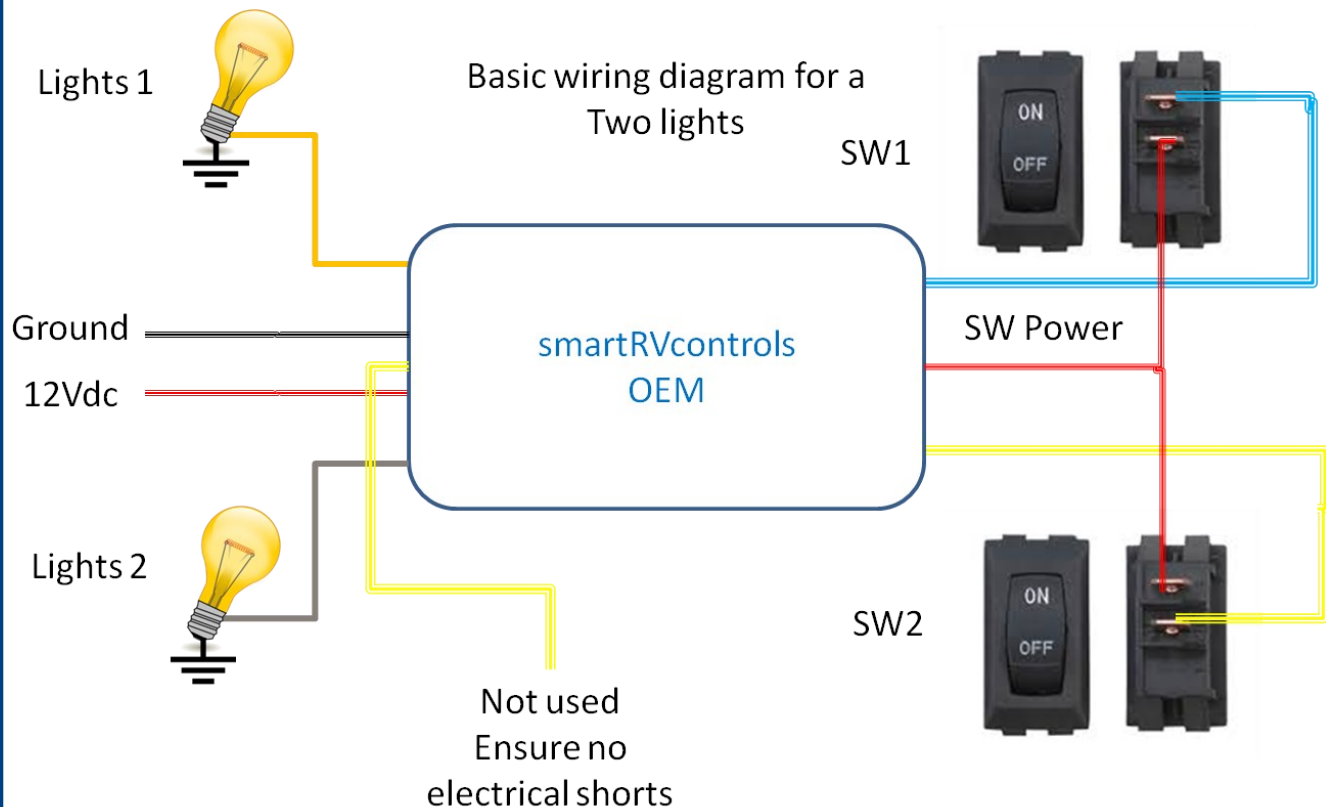 Lights 1
Basic wiring diagram for a
Two lights
ON
OFF
SW1
Ground
12Vdc
smartRVcontrols
OEM
SW Power
Lights 2
ON
OFF
SW2
Not used
Ensure no
electrical shorts